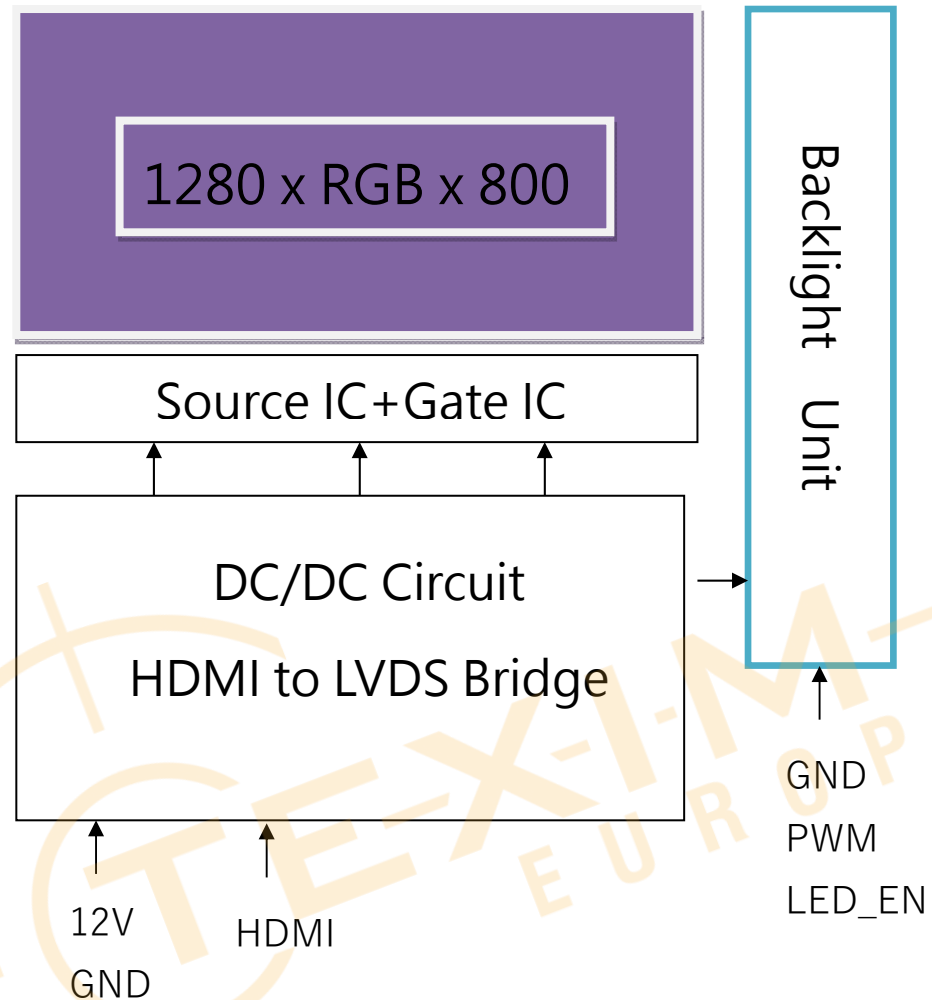 1280 x RGB x 800
Backlight Unit
Source IC+Gate IC
DC/DC Circuit
HDMI to LVDS Bridge
GND
PWM
LED_EN
12V
GND
HDMI
TEXIM
EUROP